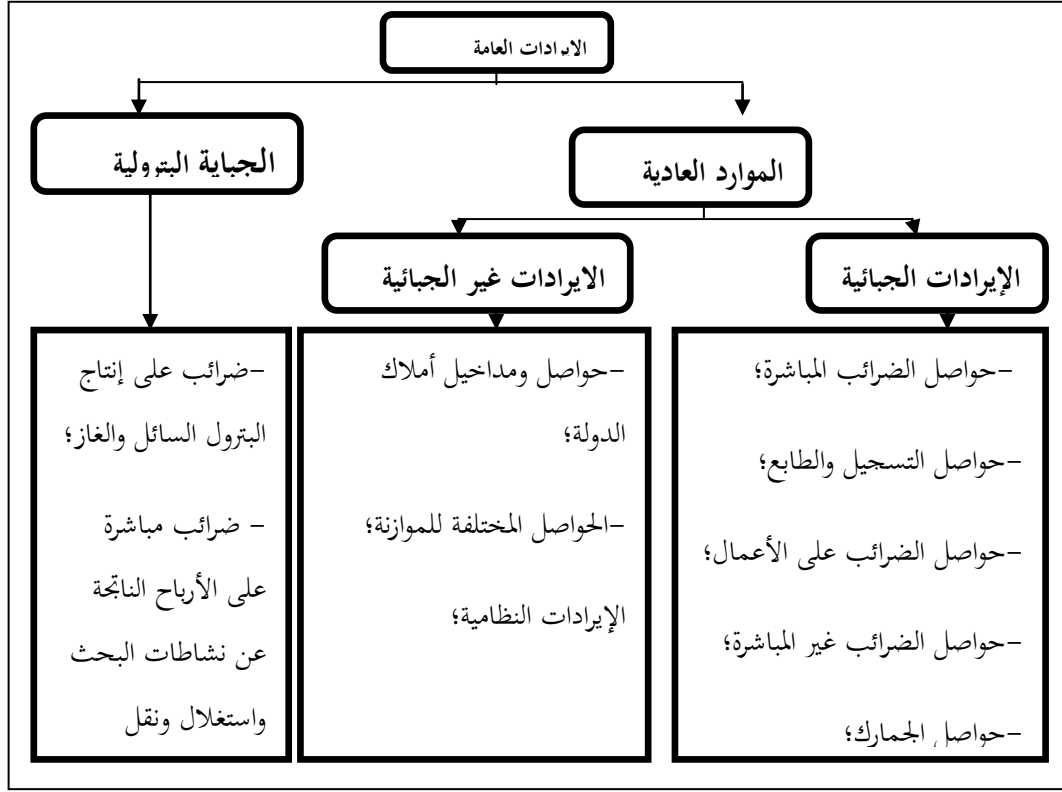 الايرادات العامة
الموارد العادية
الجباية البترولية
الإيرادات الجبائية
الايرادات غير الجبائية
-حواصل الضرائب المباشرة؛
-حواصل التسجيل والطابع؛
-حواصل الضرائب على الأعمال؛
-حواصل الضرائب غير المباشرة؛
-حواصل الجمارك؛
-حواصل ومداخيل أملاك
الدولة؛
-الحواصل المختلفة للموازنة؛
الإيرادات النظامية؛
-ضرائب على إنتاج
البترول السائل والغاز؛
- ضرائب مباشرة
على الأرباح الناتجة
عن نشاطات البحث
واستغلال ونقل